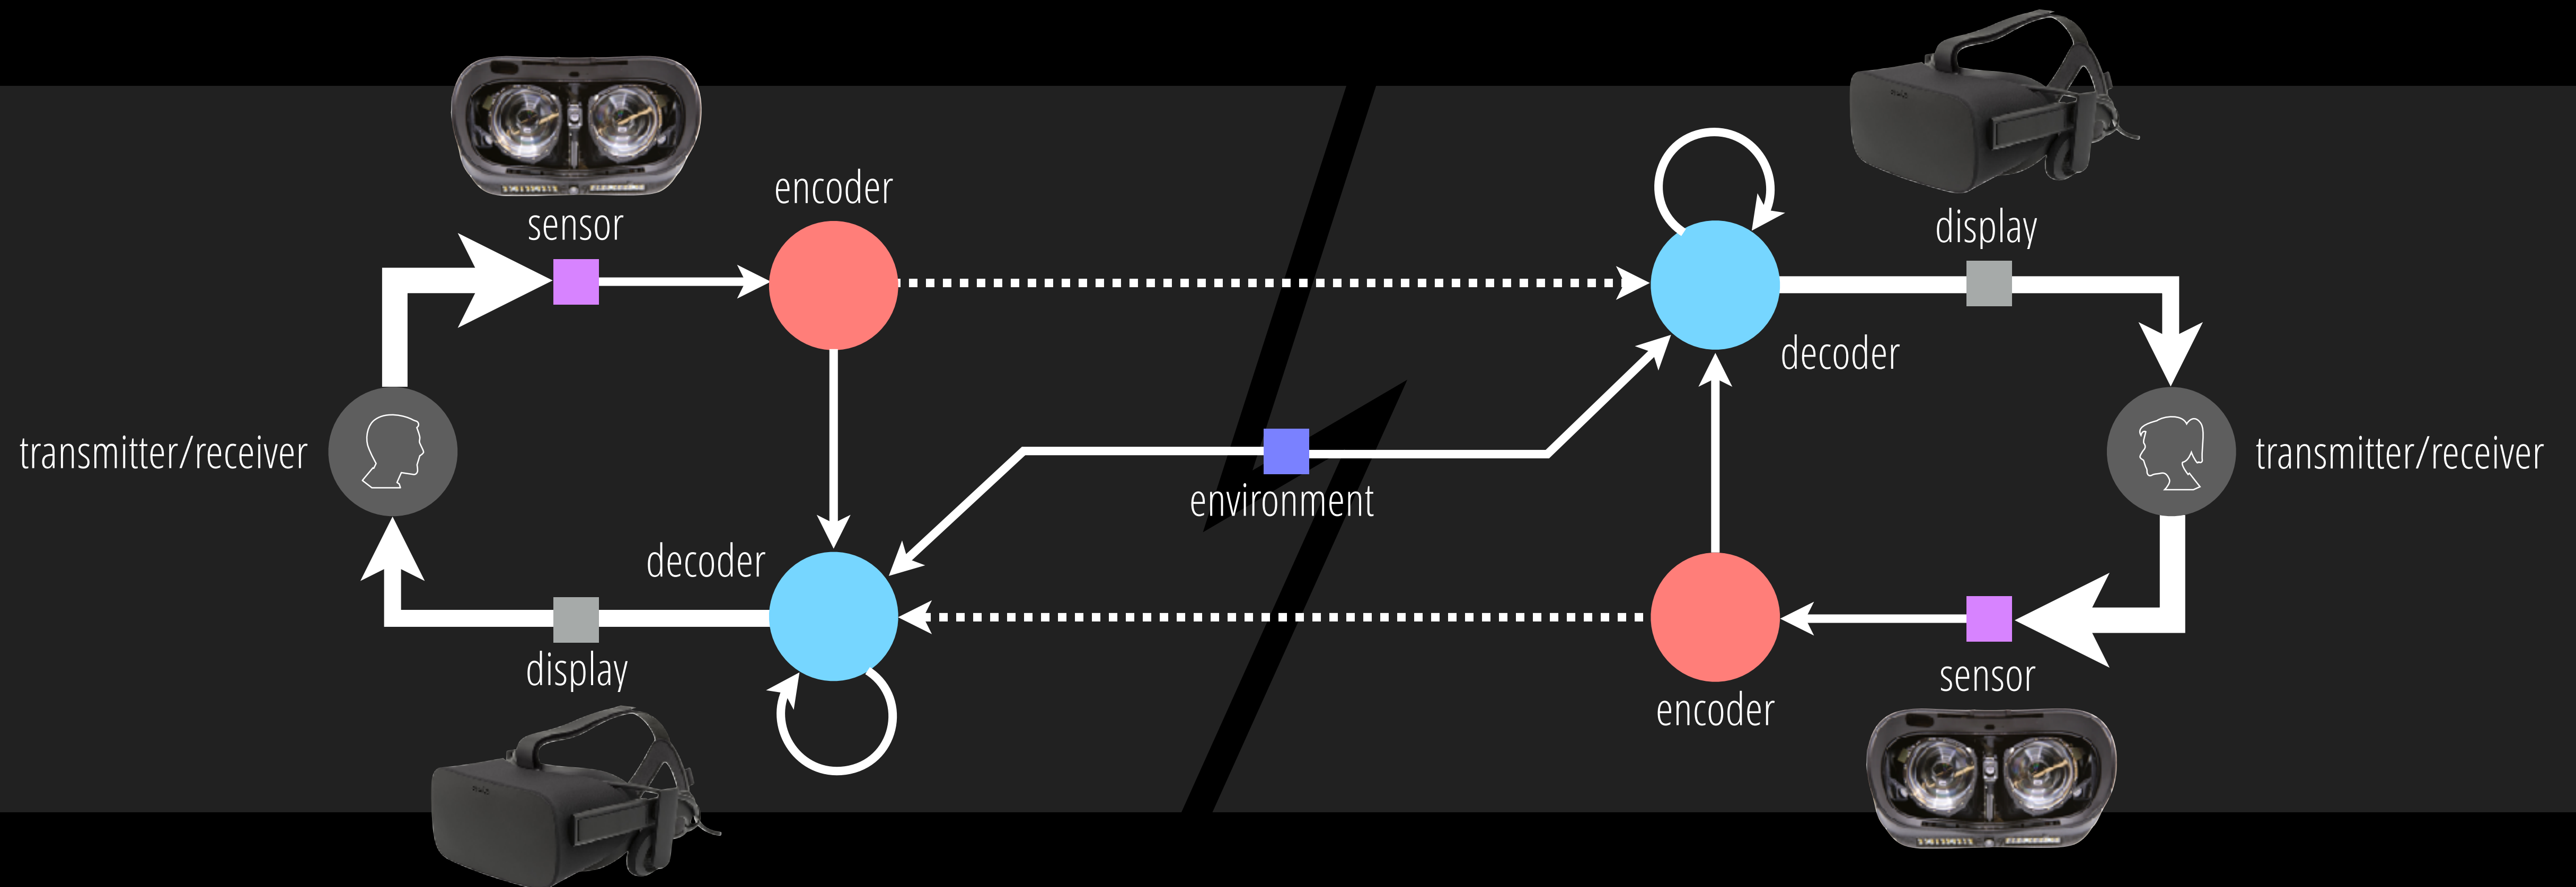 encoder
sensor
display
decoder
transmitter/receiver
transmitter/receiver
environment
decoder
display
sensor
encoder